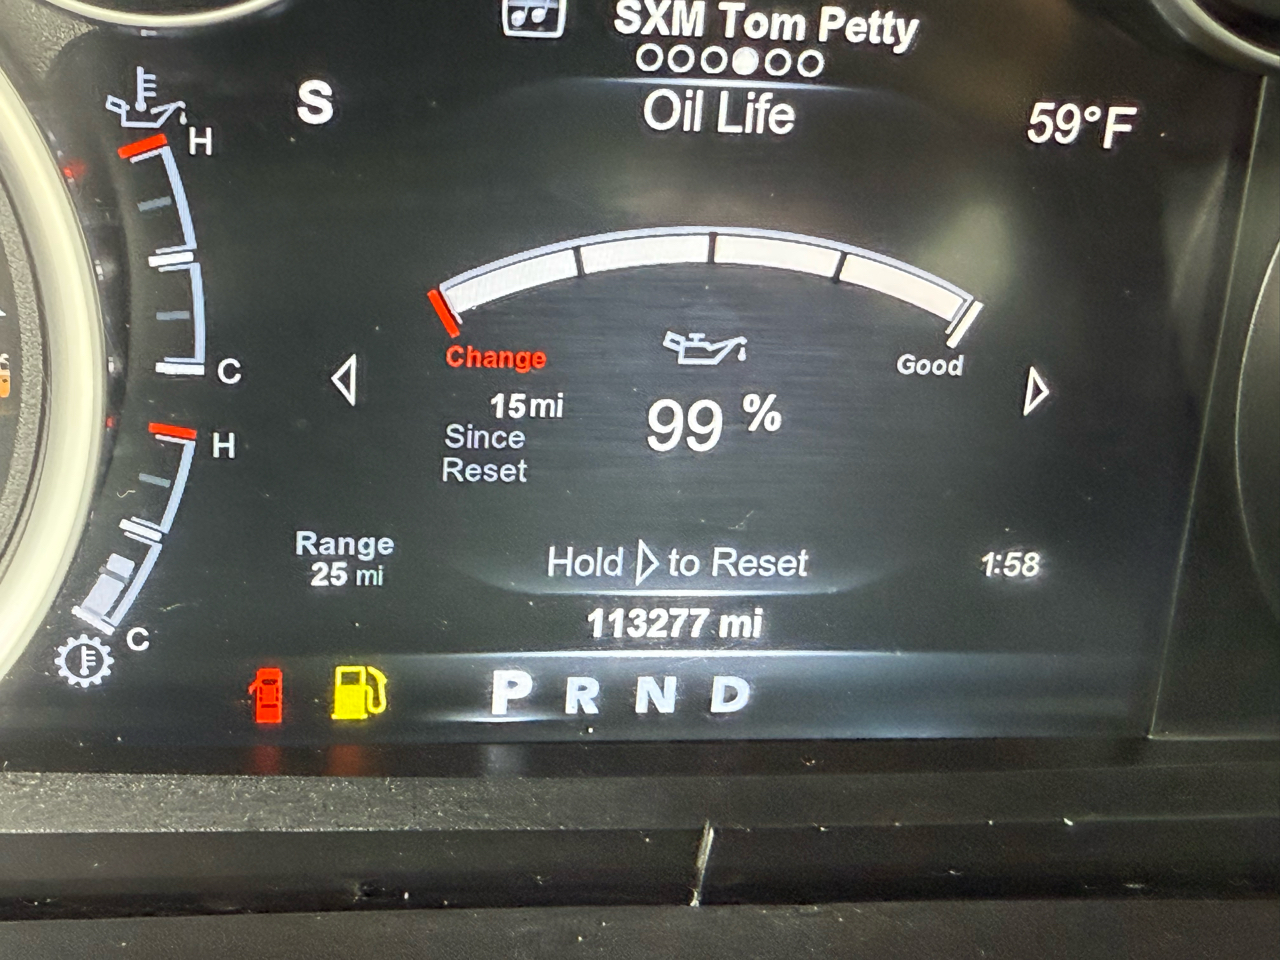 SXM Tom Petty
S
Oil Life
59°F
H
C
Change
Good
15mi
Since
Reset
99 %
H
C
Range
25 mi
Hold ▷ to Reset
1:58
113277 mi
P R N D